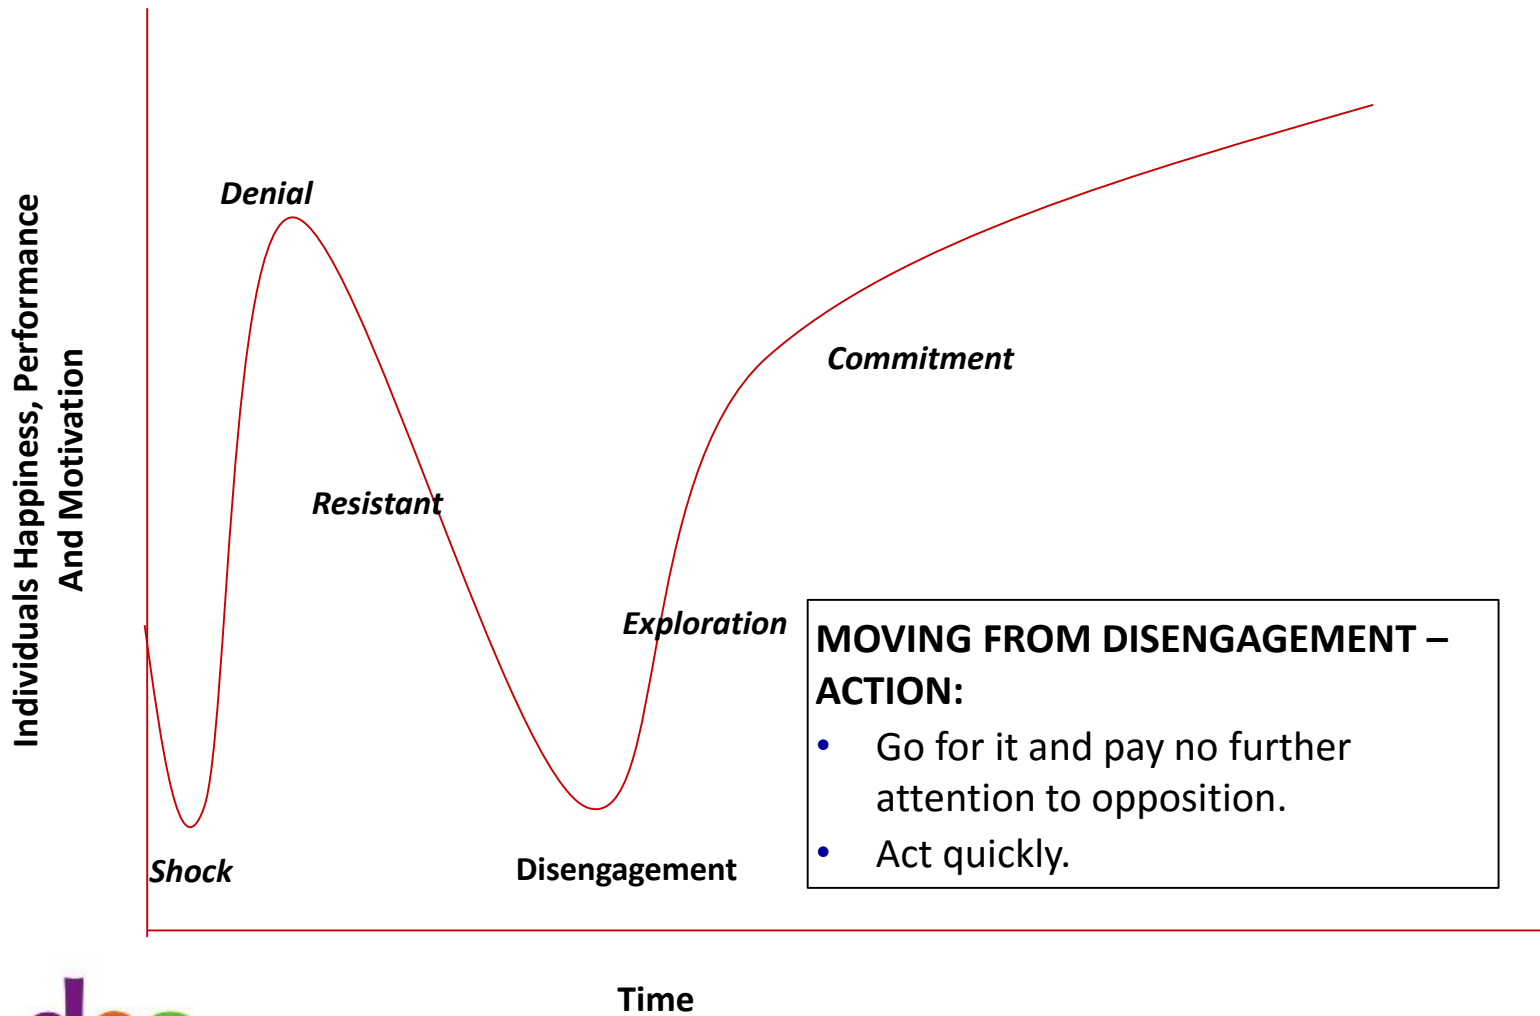 Individuals Happiness, Performance
And Motivation
Denial
Commitment
Resistant
Exploration
MOVING FROM DISENGAGEMENT –
ACTION:
• Go for it and pay no further
attention to opposition.
• Act quickly.
Shock
Disengagement
Time